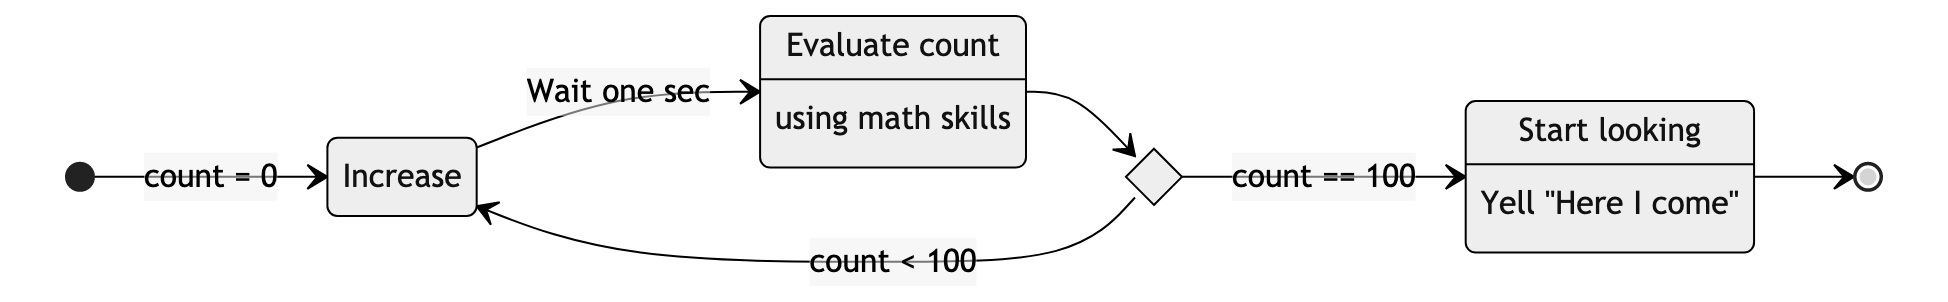 count = 0
Increase
Wait one sec
Evaluate count
using math skills
count < 100
count == 100
Start looking
Yell "Here I come"